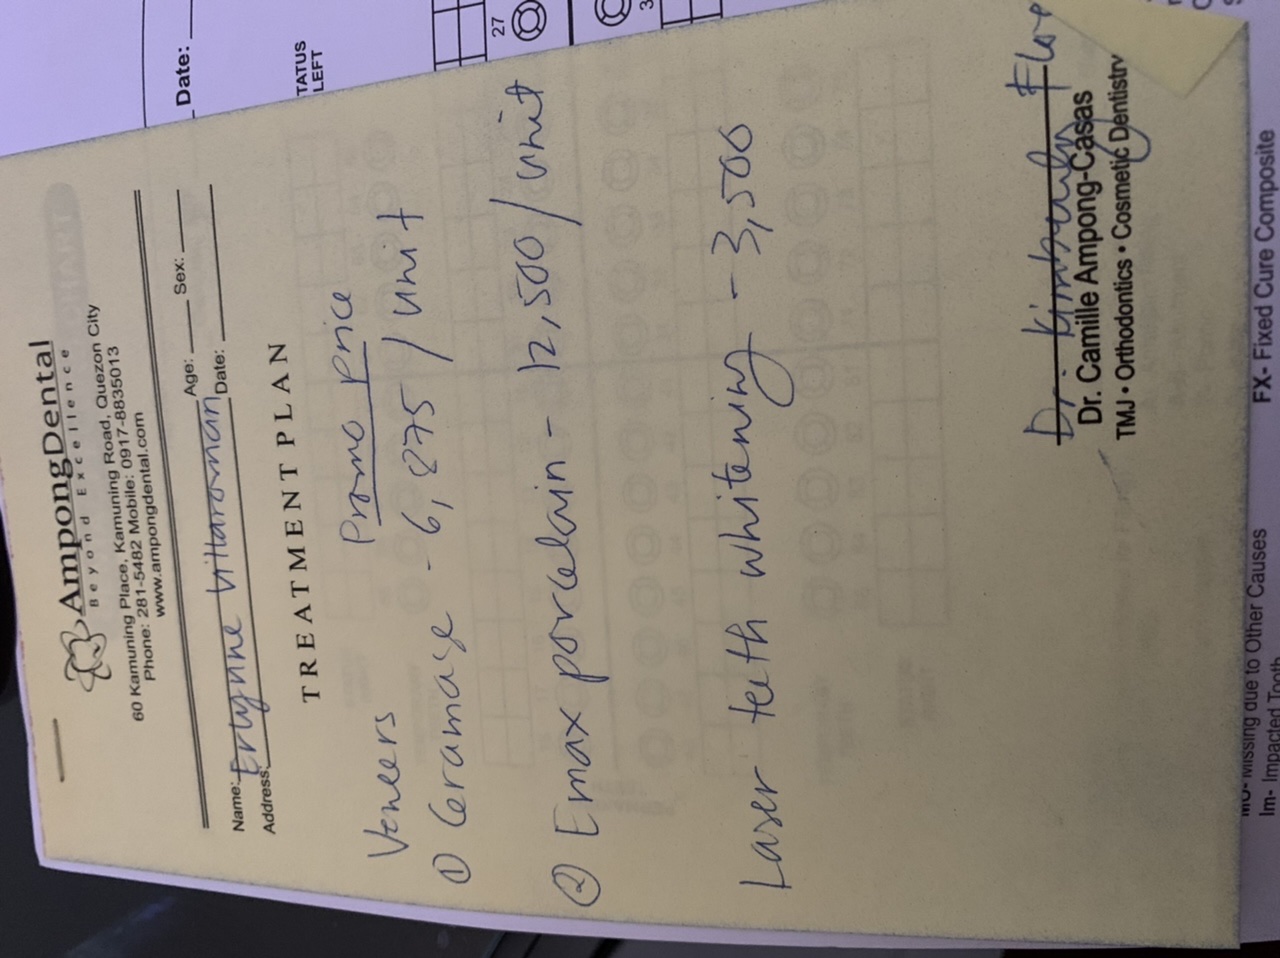 AmpongDental
Beyond Excellence
60 Kamuning Place, Kamuning Road, Quezon City
Phone: 281-5482 Mobile: 0917-8835013
www.ampongdental.com
Name: Erlynne Villaroman Age: Sex:
Address: Date:
TREATMENT PLAN
Veneers Promo price
① Ceramage - 6,875 / unit
② Emax porcelain - 12,500 / unit
Laser teeth whitening - 3,500
Dr. Kimberly
Dr. Camille Ampong-Casas
TMJ • Orthodontics • Cosmetic Dentistry
Date:
TATUS
LEFT
27
3
Missing due to Other Causes
Im- Impacted Tooth
FX- Fixed Cure Composite